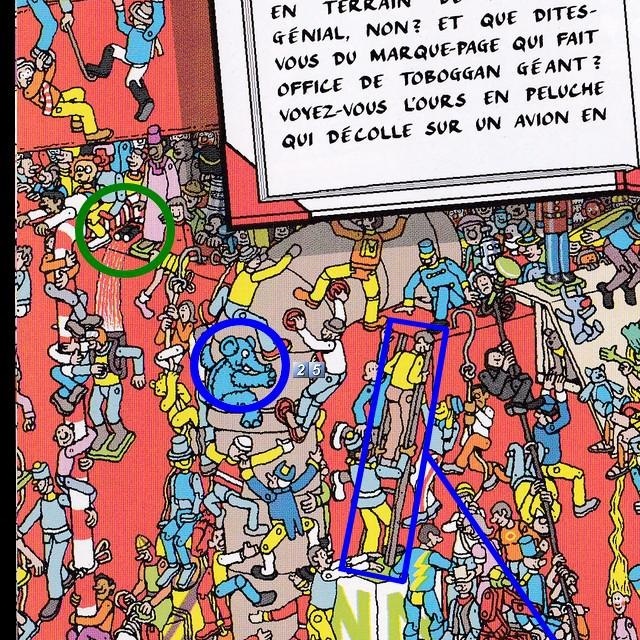 EN TERRAIN DE
GÉNIAL, NON? ET QUE DITES-
VOUS DU MARQUE-PAGE QUI FAIT
OFFICE DE TOBOGGAN GÉANT?
VOYEZ-VOUS L'OURS EN PELUCHE
QUI DÉCOLLE SUR UN AVION EN
25